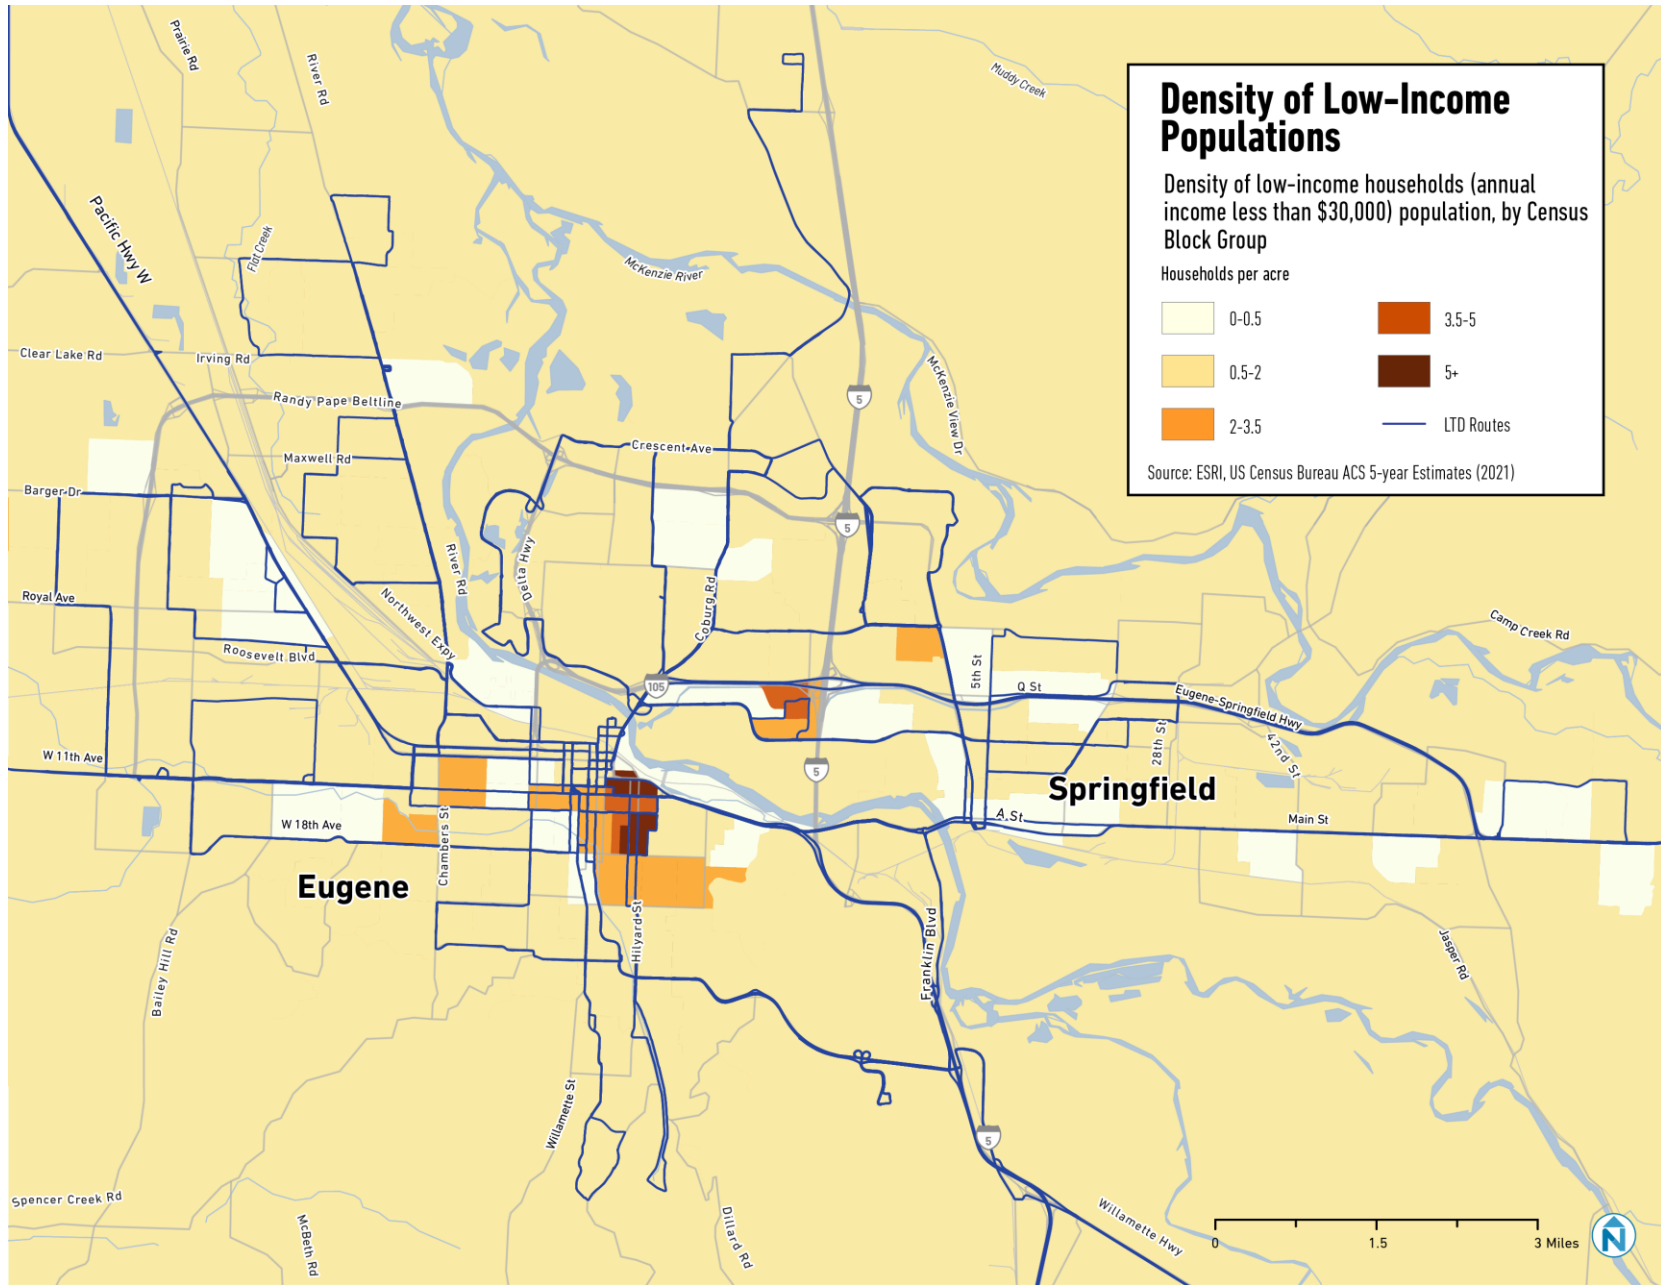 Density of Low-Income
Populations
Density of low-income households (annual
income less than $30,000) population, by Census
Block Group
Households per acre
0-0.5
3.5-5
0.5-2
5+
2-3.5
LTD Routes
Source: ESRI, US Census Bureau ACS 5-year Estimates (2021)
Prairie Rd
River Rd
Muddy Creek
Pacific Hwy W
Flat Creek
McKenzie River
Clear Lake Rd
Irving Rd
McKenzie View Dr
Randy Pape Beltline
5
Crescent Ave
Maxwell Rd
Barger Dr
5
River Rd
Delta Hwy
Royal Ave
Northwest Expy
Coburg Rd
Camp Creek Rd
Roosevelt Blvd
5th St
105
Q St
Eugene-Springfield Hwy
28th St
42nd St
W 11th Ave
5
Springfield
A St
Main St
W 18th Ave
Chambers St
Eugene
Hilyard St
Franklin Blvd
Bailey Hill Rd
Jasper Rd
Willamette St
5
Spencer Creek Rd
McBeth Rd
Dillard Rd
Willamette Hwy
0
1.5
3 Miles
N